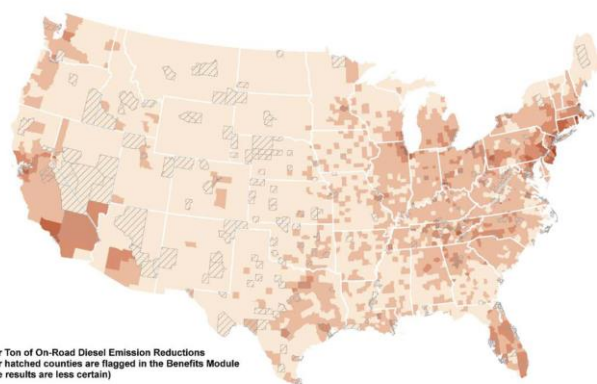 r Ton of On-Road Diesel Emission Reductions
r hatched counties are flagged in the Benefits Module
e results are less certain)